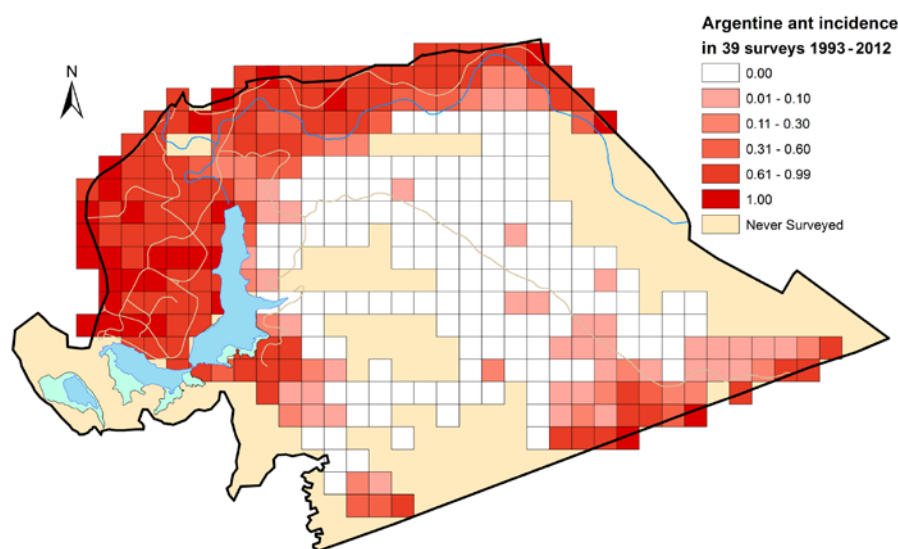 Argentine ant incidence
in 39 surveys 1993-2012
N
0.00
0.01 - 0.10
0.11 - 0.30
0.31 - 0.60
0.61 - 0.99
1.00
Never Surveyed